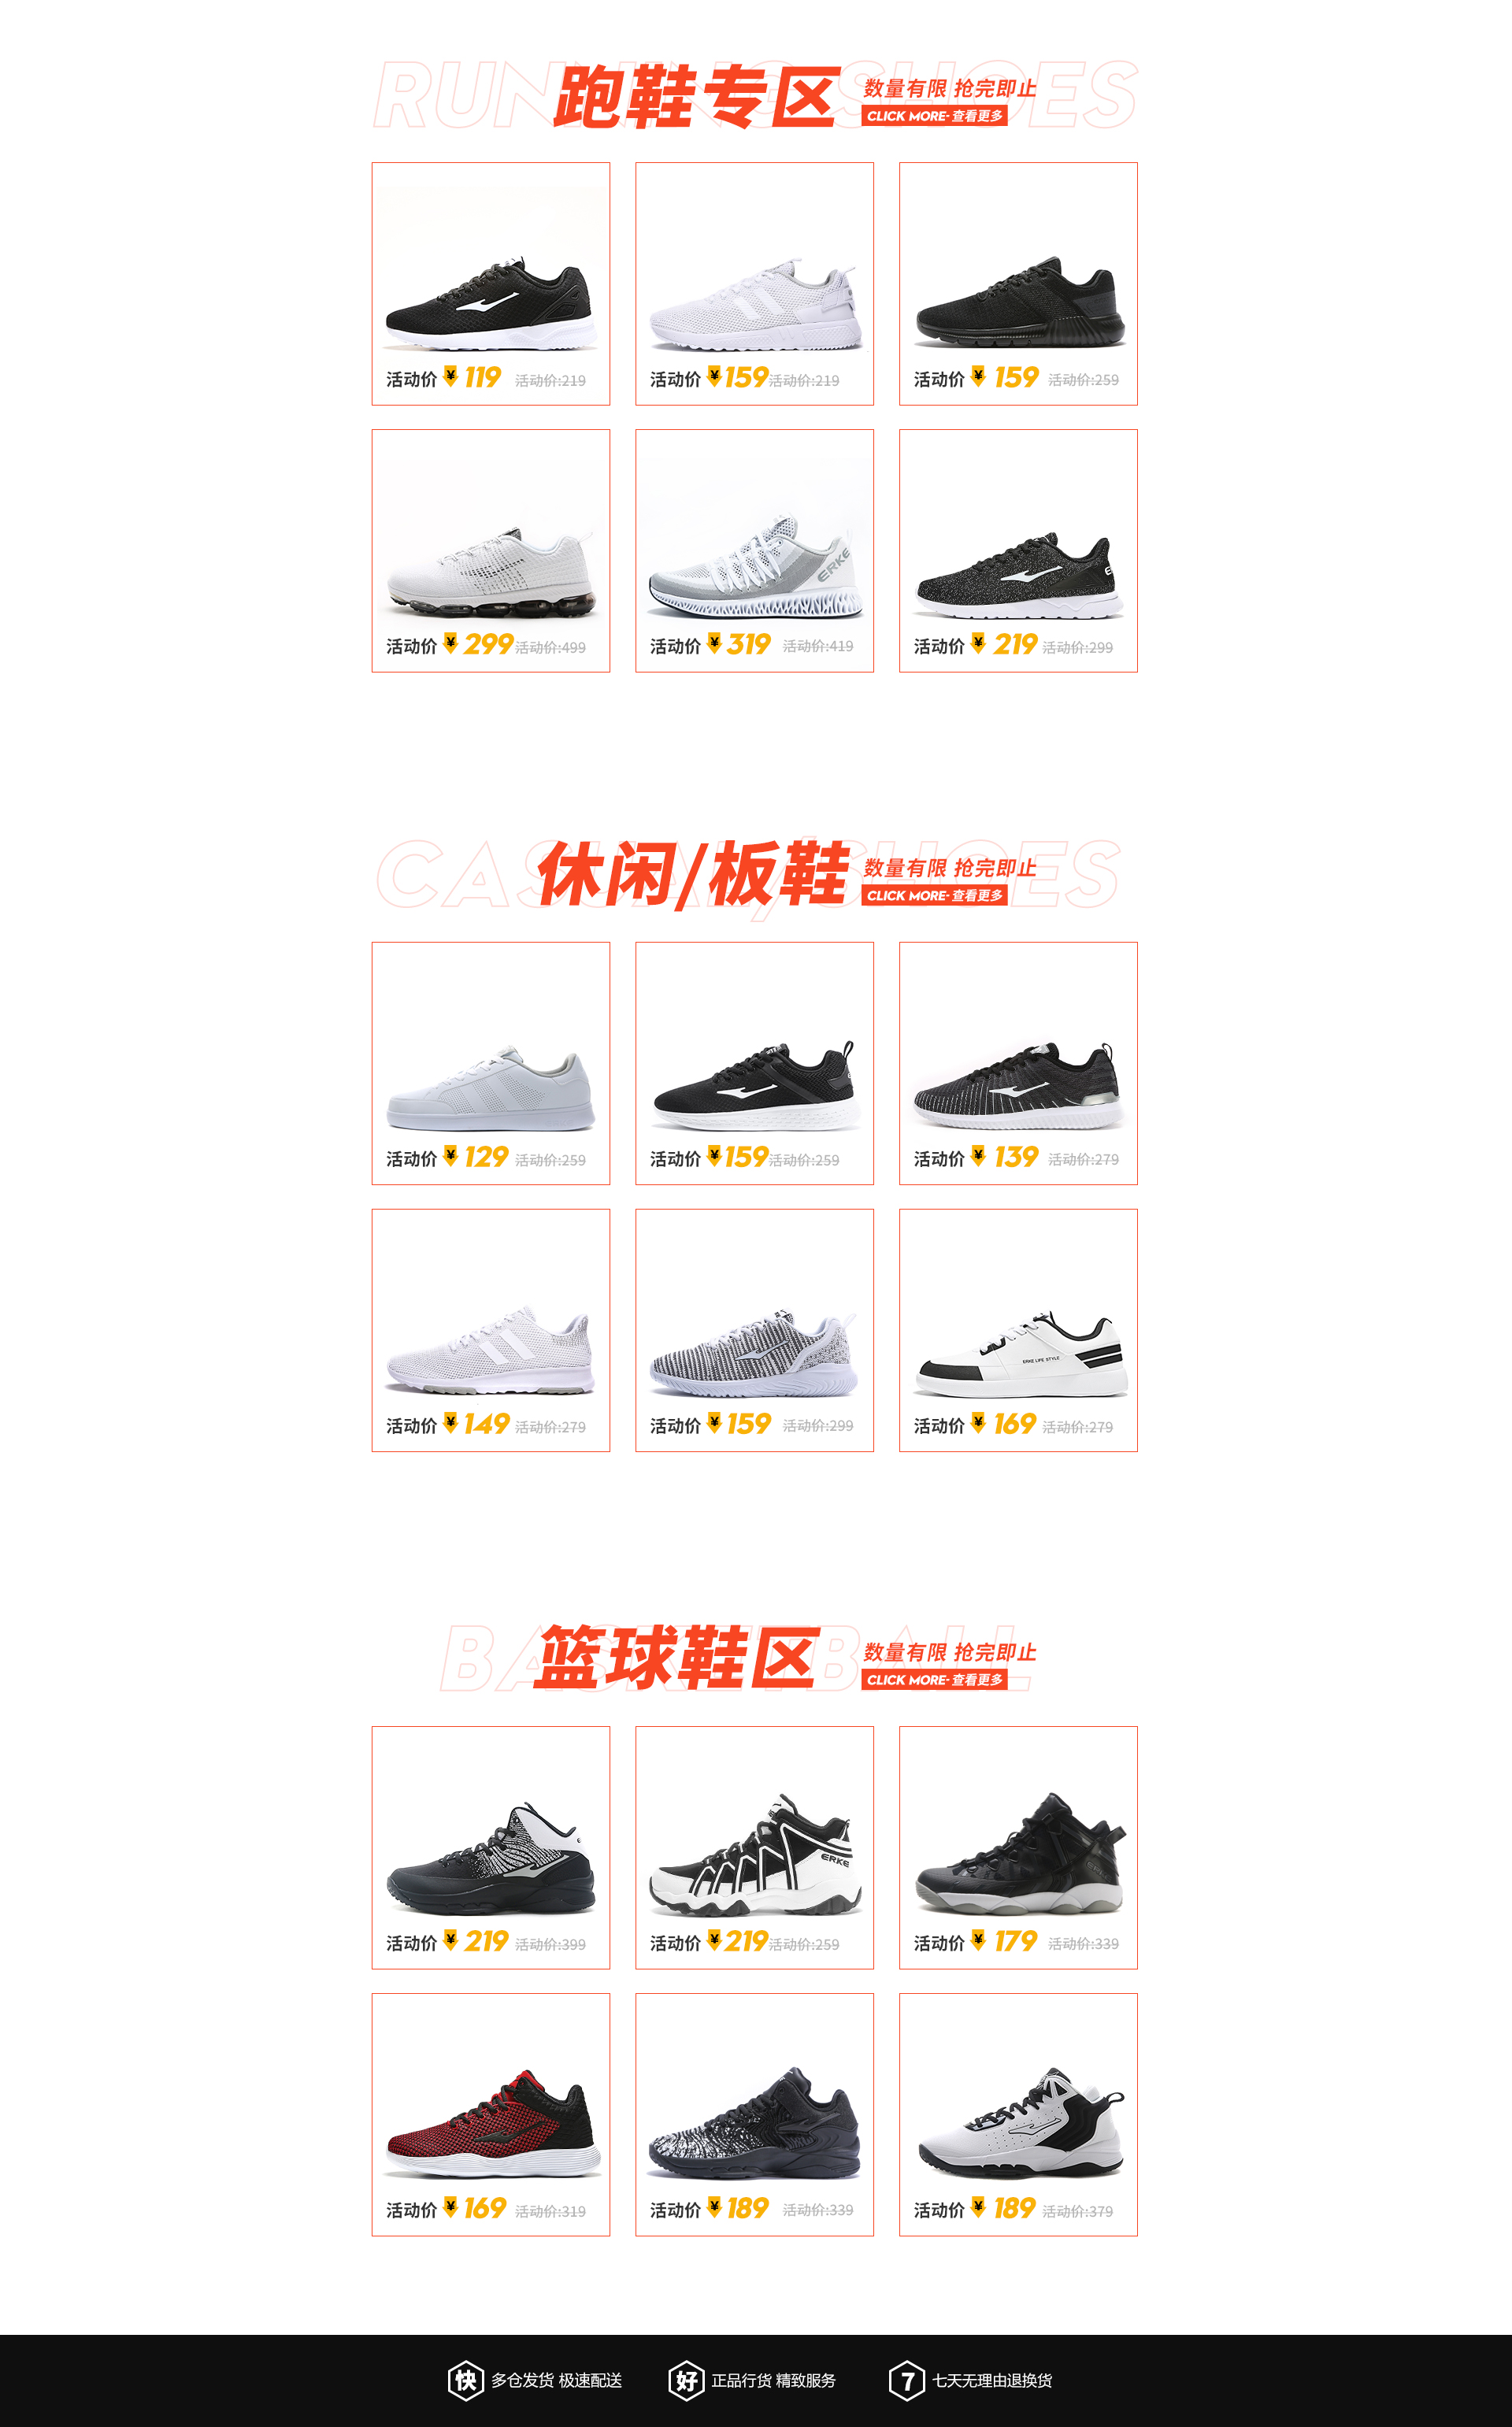 RUNNING SHOES
跑鞋专区
数量有限 抢完即止
CLICK MORE- 查看更多
活动价 ¥ 119 活动价:219
活动价 ¥ 159 活动价:219
活动价 ¥ 159 活动价:259
ERKE
活动价 ¥ 299 活动价:499
活动价 ¥ 319 活动价:419
活动价 ¥ 219 活动价:299
CASUAL/SHOES
休闲/板鞋
数量有限 抢完即止
CLICK MORE- 查看更多
活动价 ¥ 129 活动价:259
活动价 ¥ 159 活动价:259
活动价 ¥ 139 活动价:279
ERKE LIFE STYLE
活动价 ¥ 149 活动价:279
活动价 ¥ 159 活动价:299
活动价 ¥ 169 活动价:279
BASKETBALL
篮球鞋区
数量有限 抢完即止
CLICK MORE- 查看更多
ERKE
活动价 ¥ 219 活动价:399
活动价 ¥ 219 活动价:259
活动价 ¥ 179 活动价:339
活动价 ¥ 169 活动价:319
活动价 ¥ 189 活动价:339
活动价 ¥ 189 活动价:379
快 多仓发货 极速配送
好 正品行货 精致服务
7 七天无理由退换货